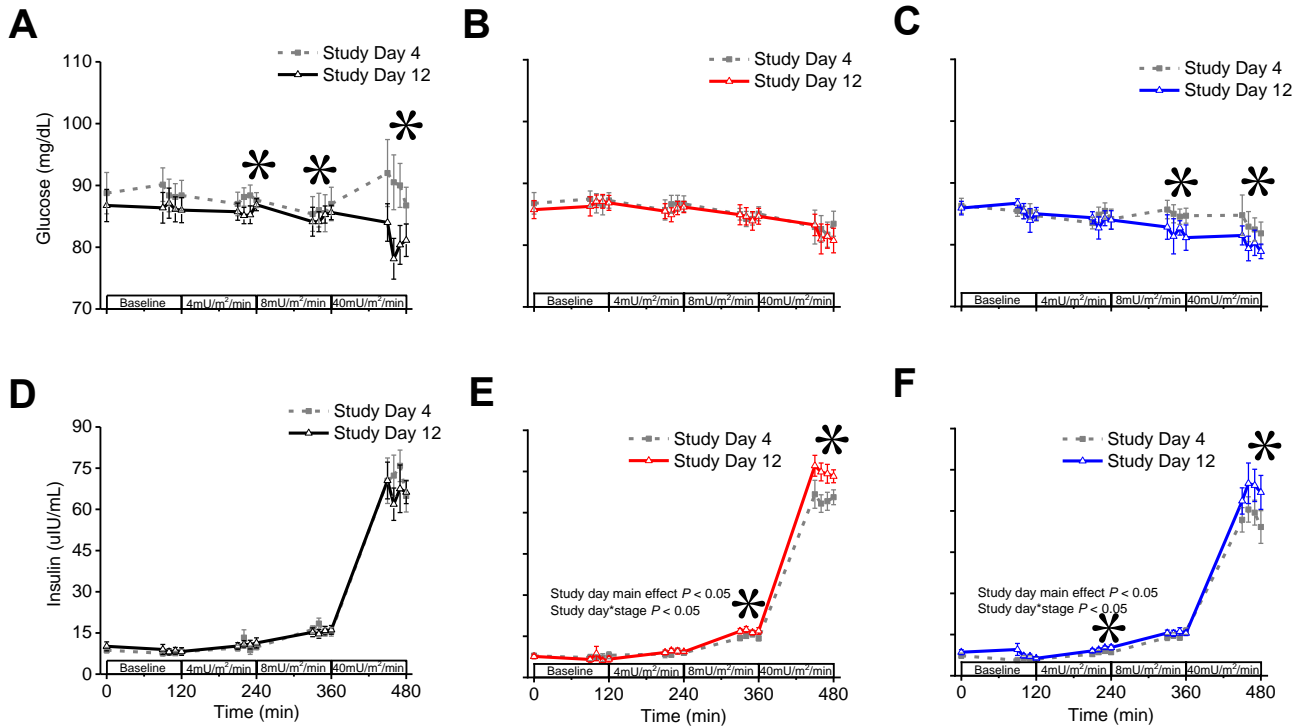 A
Study Day 4
Study Day 12
Glucose (mg/dL)
110
100
90
80
70
* * *
Baseline 4mU/m²/min 8mU/m²/min 40mU/m²/min
B
Study Day 4
Study Day 12
Baseline 4mU/m²/min 8mU/m²/min 40mU/m²/min
C
Study Day 4
Study Day 12
* *
Baseline 4mU/m²/min 8mU/m²/min 40mU/m²/min
D
Study Day 4
Study Day 12
Insulin (uIU/mL)
90
75
60
45
30
15
0
Baseline 4mU/m²/min 8mU/m²/min 40mU/m²/min
0 120 240 360 480
Time (min)
E
Study Day 4
Study Day 12
*
Study day main effect P < 0.05
Study day*stage P < 0.05
*
Baseline 4mU/m²/min 8mU/m²/min 40mU/m²/min
0 120 240 360 480
Time (min)
F
Study Day 4
Study Day 12
*
Study day main effect P < 0.05
Study day*stage P < 0.05
*
Baseline 4mU/m²/min 8mU/m²/min 40mU/m²/min
0 120 240 360 480
Time (min)